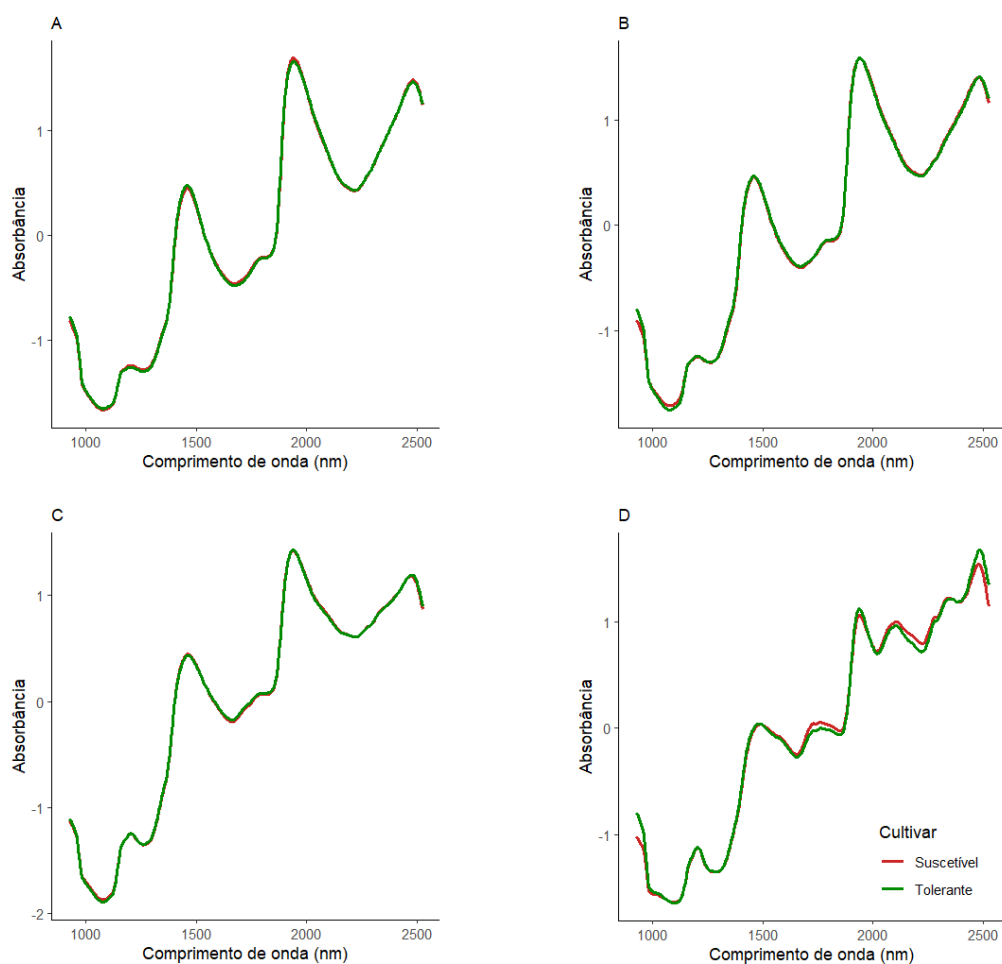 A
Absorbância
1
0
-1
1000 1500 2000 2500
Comprimento de onda (nm)
B
Absorbância
1
0
-1
1000 1500 2000 2500
Comprimento de onda (nm)
C
Absorbância
1
0
-1
-2
1000 1500 2000 2500
Comprimento de onda (nm)
D
Absorbância
1
0
-1
Cultivar
Suscetível
Tolerante
1000 1500 2000 2500
Comprimento de onda (nm)